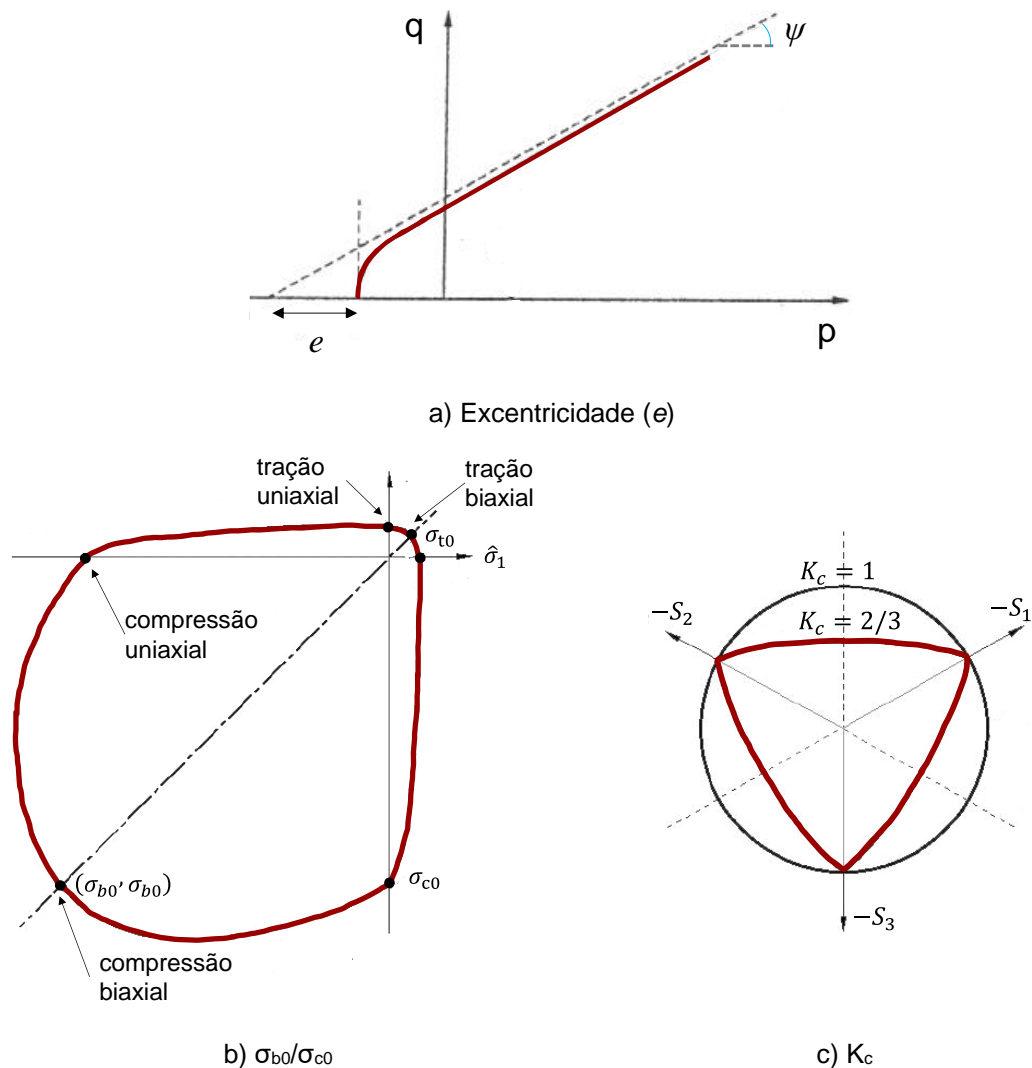 q
ψ
p
e
a) Excentricidade (e)
tração
uniaxial
tração
biaxial
σt0
σ̂1
compressão
uniaxial
(σb0, σb0)
σc0
compressão
biaxial
Kc = 1
Kc = 2/3
−S2
−S1
−S3
b) σb0/σc0
c) Kc